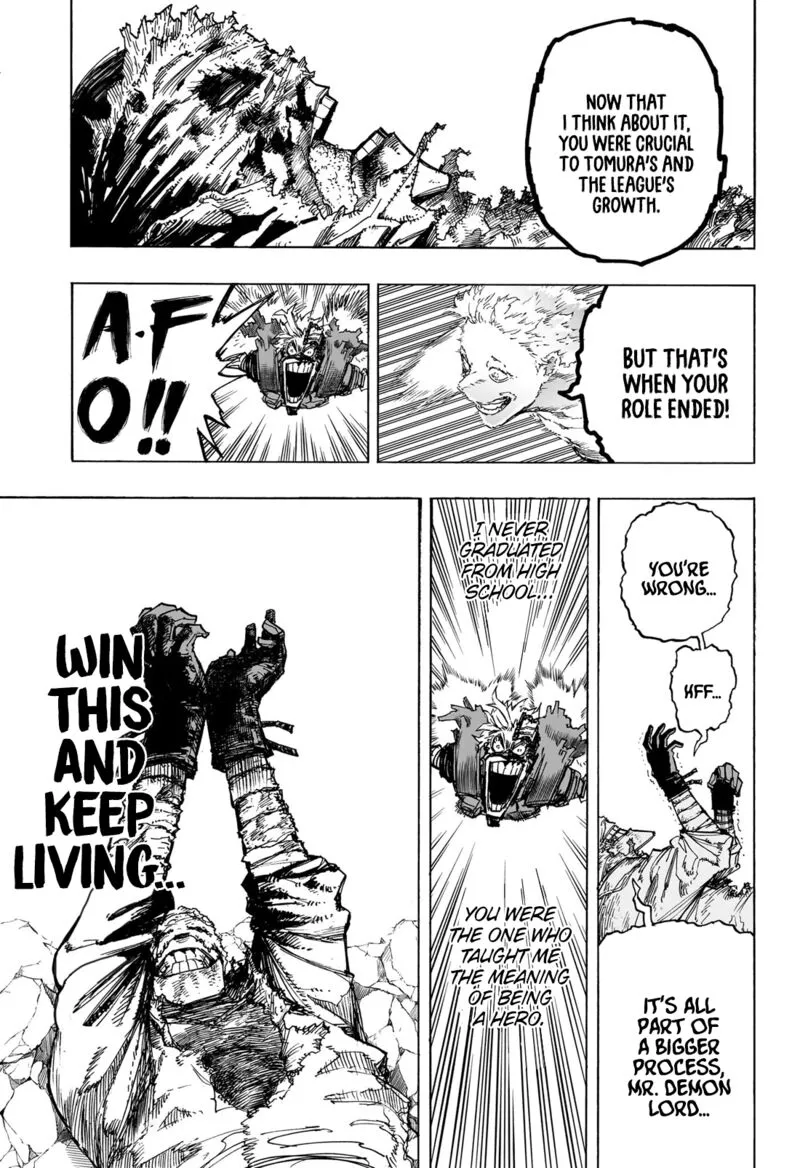 NOW THAT
I THINK ABOUT IT,
YOU WERE CRUCIAL
TO TOMURA'S AND
THE LEAGUE'S
GROWTH.
BUT THAT'S
WHEN YOUR
ROLE ENDED!
A•F
O!!
YOU'RE
WRONG...
KFF...
IT'S ALL
PART OF
A BIGGER
PROCESS,
MR. DEMON
LORD...
I NEVER
GRADUATED
FROM HIGH
SCHOOL...
YOU WERE
THE ONE WHO
TAUGHT ME
THE MEANING
OF BEING
A HERO.
WIN
THIS
AND
KEEP
LIVING...